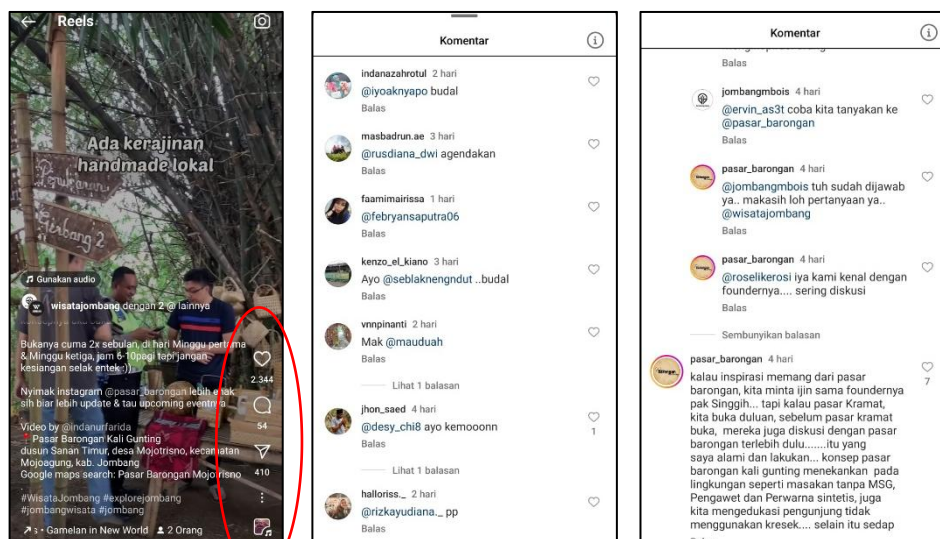 Reels
Ada kerajinan
handmade lokal
Gerbang 2
Gunakan audio
wisatajombang dengan 2 @ lainnya
Bukanya cuma 2x sebulan, di hari Minggu pertama
& Minggu ketiga, jam 6-10pagi tapi jangan
kesiangan selak entek :))
Nyimak instagram @pasar_barongan lebih enak
sih biar lebih update & tau upcoming eventnya
Video by @indanurfarida
Pasar Barongan Kali Gunting
dusun Sanan Timur, desa Mojotrisno, kecamatan
Mojoagung, kab. Jombang
Google maps search: Pasar Barongan Mojotrisno
#WisataJombang #explorejombang
#jombangwisata #jombang
• Gamelan in New World 2 Orang
2.344
54
410
Komentar
indanazahrotul 2 hari
@iyoaknyapo budal
Balas
masbadrun.ae 3 hari
@rusdiana_dwi agendakan
Balas
faamimairissa 1 hari
@febryansaputra06
Balas
kenzo_el_kiano 3 hari
Ayo @seblaknengndut ..budal
Balas
vnnpinanti 2 hari
Mak @mauduah
Balas
Lihat 1 balasan
jhon_saed 4 hari
@desy_chi8 ayo kemooonn
1
Balas
Lihat 1 balasan
halloriss._ 2 hari
@rizkayudiana._ pp
Balas
Komentar
Balas
jombangmbois 4 hari
@ervin_as3t coba kita tanyakan ke
@pasar_barongan
Balas
pasar_barongan 4 hari
@jombangmbois tuh sudah dijawab
ya.. makasih loh pertanyaan ya..
@wisatajombang
Balas
pasar_barongan 4 hari
@roselikerosi iya kami kenal dengan
foundernya.... sering diskusi
Balas
Sembunyikan balasan
pasar_barongan 4 hari
7
kalau inspirasi memang dari pasar
barongan, kita minta ijin sama foundernya
pak Singgih... tapi kalau pasar Kramat,
kita buka duluan, sebelum pasar kramat
buka, mereka juga diskusi dengan pasar
barongan terlebih dulu.......itu yang
saya alami dan lakukan... konsep pasar
barongan kali gunting menekankan pada
lingkungan seperti masakan tanpa MSG,
Pengawet dan Perwarna sintetis, juga
kita mengedukasi pengunjung tidak
menggunakan kresek.... selain itu sedap